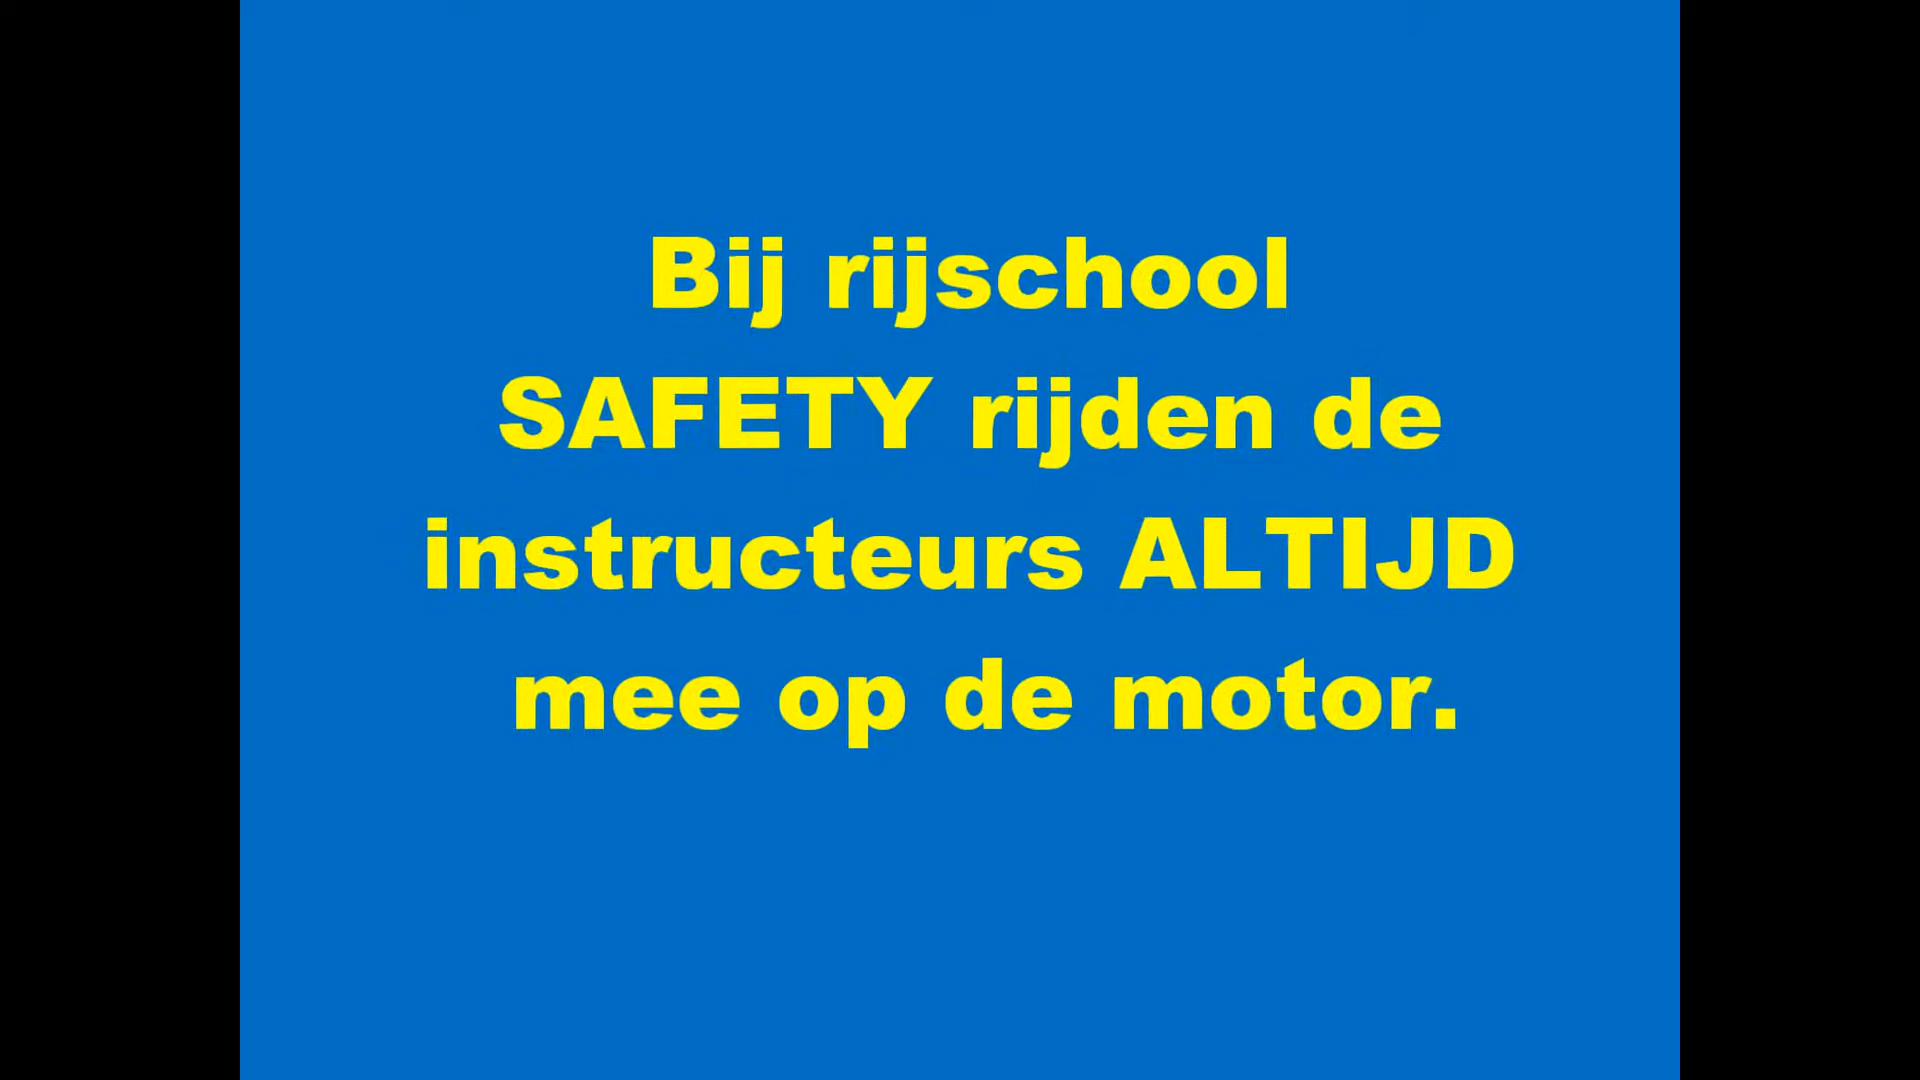 Bij rijschool
SAFETY rijden de
instructeurs ALTIJD
mee op de motor.